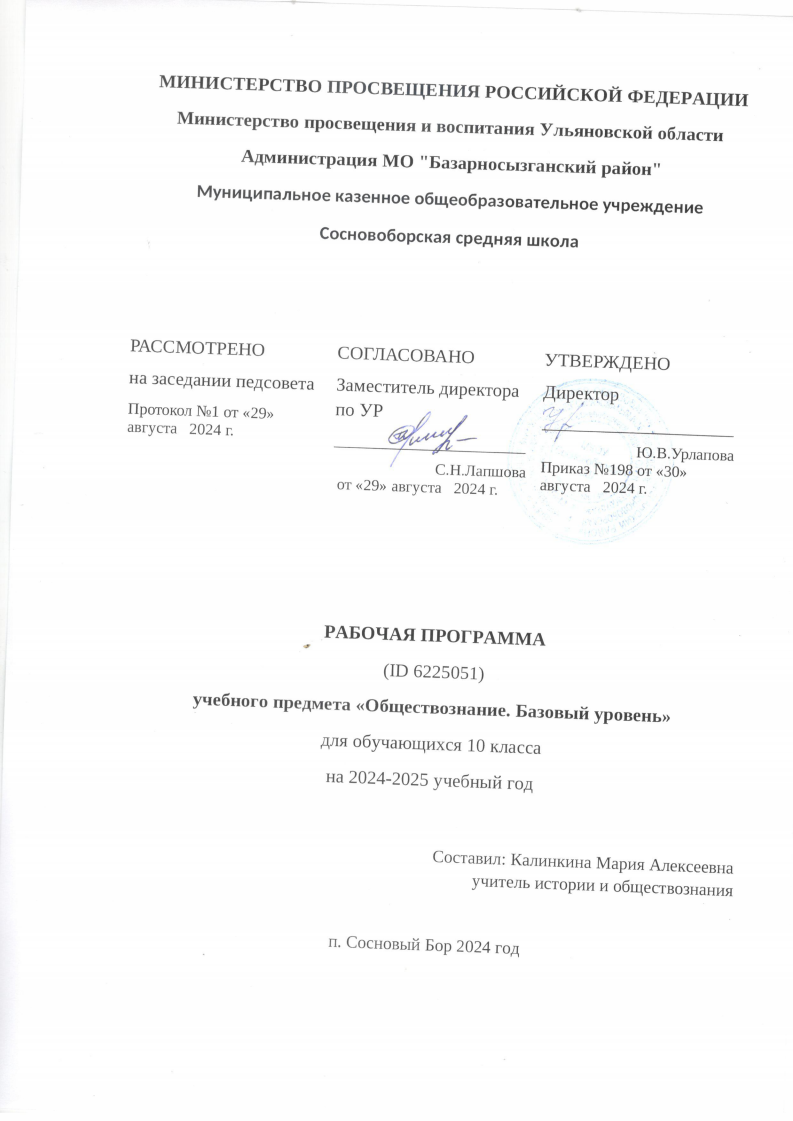 МИНИСТЕРСТВО ПРОСВЕЩЕНИЯ РОССИЙСКОЙ ФЕДЕРАЦИИ
Министерство просвещения и воспитания Ульяновской области
Администрация МО "Базарносызганский район"
Муниципальное казенное общеобразовательное учреждение
Сосновоборская средняя школа
РАССМОТРЕНО
на заседании педсовета
Протокол №1 от «29»
августа 2024 г.
СОГЛАСОВАНО
Заместитель директора
по УР
С.Н.Лапшова
от «29» августа 2024 г.
УТВЕРЖДЕНО
Директор
Ю.В.Урлапова
Приказ №198 от «30»
августа 2024 г.
РАБОЧАЯ ПРОГРАММА
(ID 6225051)
учебного предмета «Обществознание. Базовый уровень»
для обучающихся 10 класса
на 2024-2025 учебный год
Составил: Калинкина Мария Алексеевна
учитель истории и обществознания
п. Сосновый Бор 2024 год